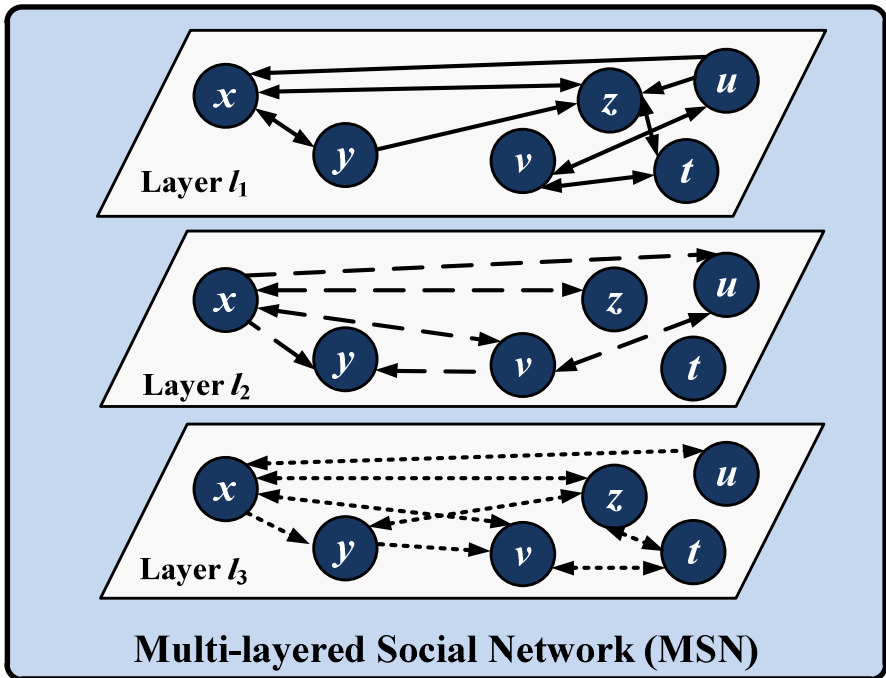 x
z
u
y
v
t
Layer l1
x
z
u
y
v
t
Layer l2
x
z
u
y
v
t
Layer l3
Multi-layered Social Network (MSN)